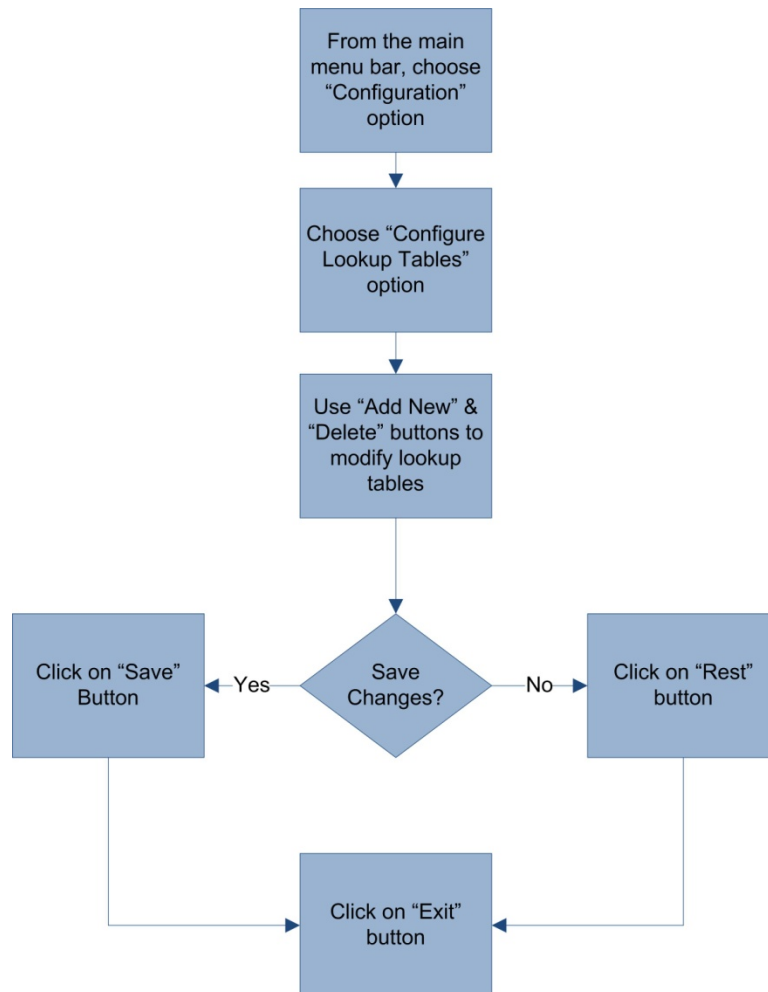 From the main
menu bar, choose
“Configuration”
option
Choose “Configure
Lookup Tables”
option
Use “Add New” &
“Delete” buttons to
modify lookup
tables
Save
Changes?
Yes
No
Click on “Save”
Button
Click on “Rest”
button
Click on “Exit”
button